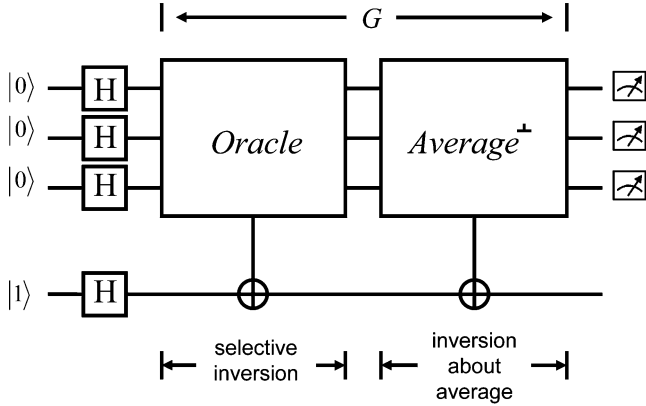 G
|0⟩ H
|0⟩ H Oracle Average⊥
|0⟩ H
|1⟩ H
selective
inversion
inversion
about
average